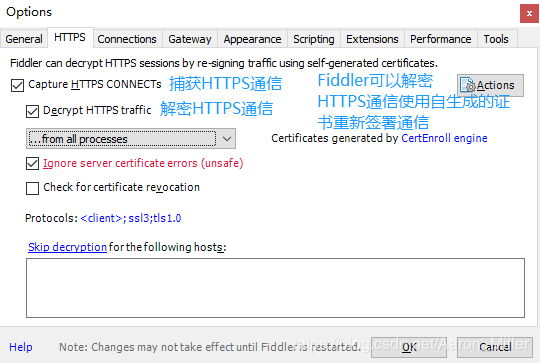 Options
General HTTPS Connections Gateway Appearance Scripting Extensions Performance Tools
Fiddler can decrypt HTTPS sessions by re-signing traffic using self-generated certificates.
Capture HTTPS CONNECTs 捕获HTTPS通信
Fiddler可以解密
HTTPS通信使用自生成的证
书重新签署通信
Actions
Decrypt HTTPS traffic 解密HTTPS通信
...from all processes
Certificates generated by CertEnroll engine
Ignore server certificate errors (unsafe)
Check for certificate revocation
Protocols: <client>;ssl3;tls1.0
Skip decryption for the following hosts:
Help Note: Changes may not take effect until Fiddler is restarted. OK Cancel